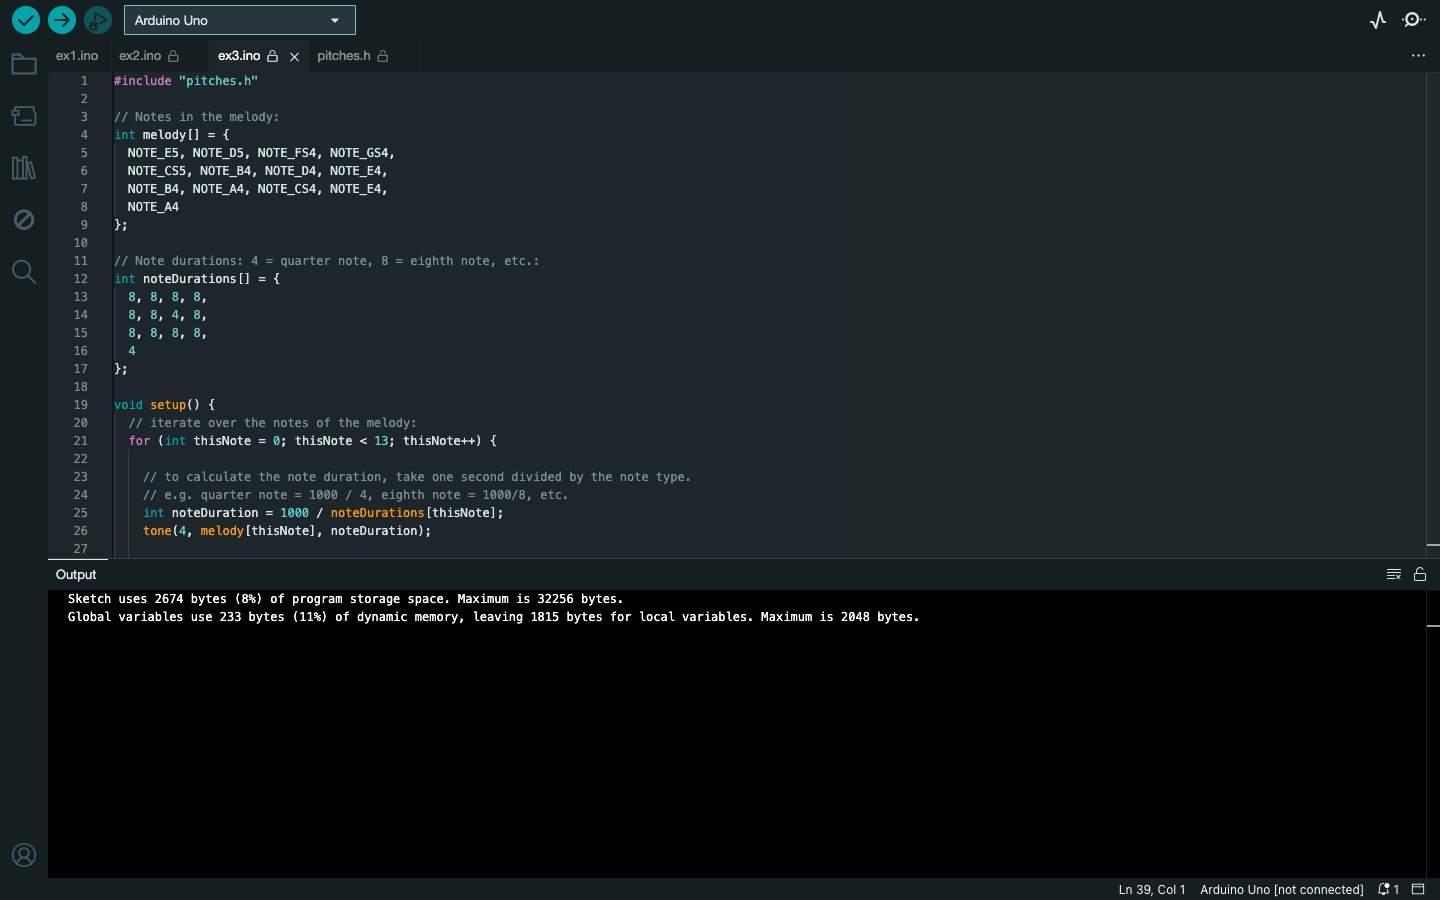 Arduino Uno
ex1.ino ex2.ino ex3.ino pitches.h
1 #include "pitches.h"
2
3 // Notes in the melody:
4 int melody[] = {
5 NOTE_E5, NOTE_D5, NOTE_FS4, NOTE_GS4,
6 NOTE_CS5, NOTE_B4, NOTE_D4, NOTE_E4,
7 NOTE_B4, NOTE_A4, NOTE_CS4, NOTE_E4,
8 NOTE_A4
9 };
10
11 // Note durations: 4 = quarter note, 8 = eighth note, etc.:
12 int noteDurations[] = {
13 8, 8, 8, 8,
14 8, 8, 4, 8,
15 8, 8, 8, 8,
16 4
17 };
18
19 void setup() {
20 // iterate over the notes of the melody:
21 for (int thisNote = 0; thisNote < 13; thisNote++) {
22
23 // to calculate the note duration, take one second divided by the note type.
24 // e.g. quarter note = 1000 / 4, eighth note = 1000/8, etc.
25 int noteDuration = 1000 / noteDurations[thisNote];
26 tone(4, melody[thisNote], noteDuration);
27
Output
Sketch uses 2674 bytes (8%) of program storage space. Maximum is 32256 bytes.
Global variables use 233 bytes (11%) of dynamic memory, leaving 1815 bytes for local variables. Maximum is 2048 bytes.
Ln 39, Col 1 Arduino Uno [not connected] 1